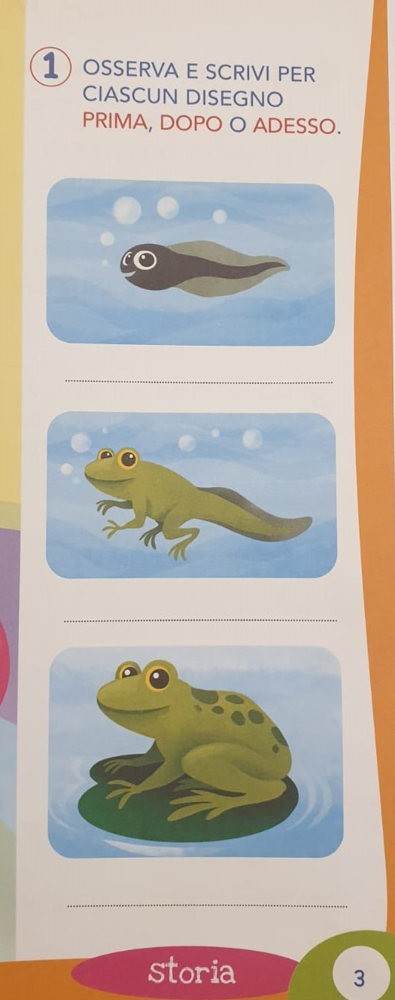 1 OSSERVA E SCRIVI PER
CIASCUN DISEGNO
PRIMA, DOPO O ADESSO.
storia
3